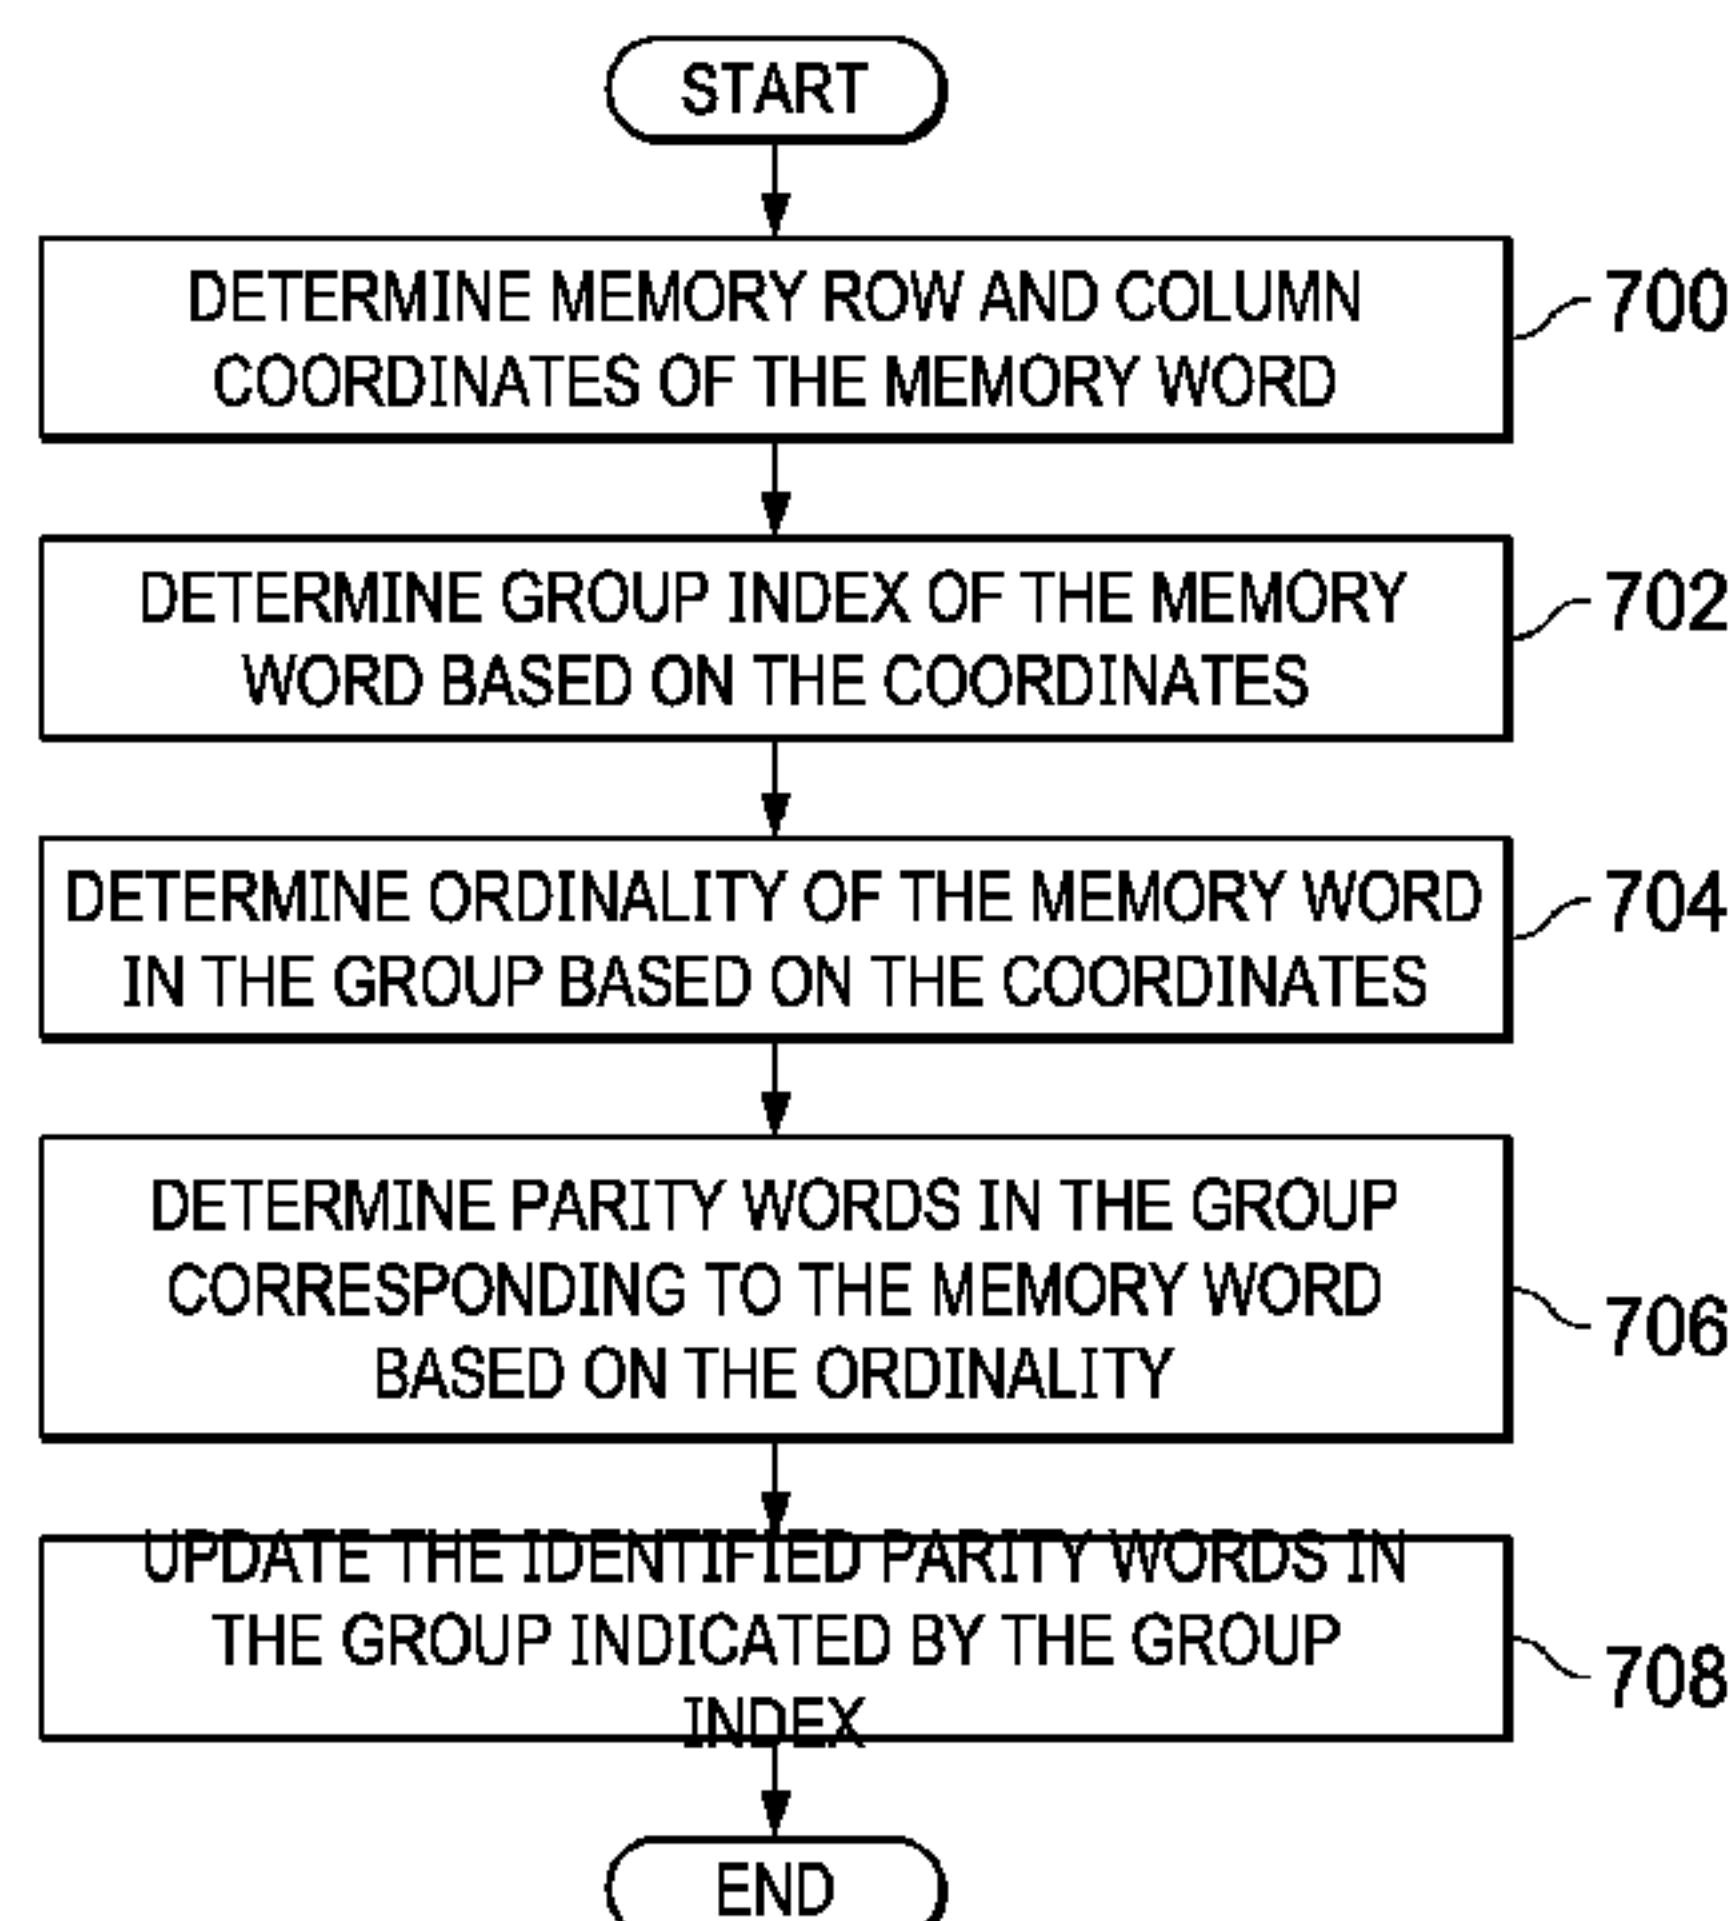 START
DETERMINE MEMORY ROW AND COLUMN
COORDINATES OF THE MEMORY WORD
700
DETERMINE GROUP INDEX OF THE MEMORY
WORD BASED ON THE COORDINATES
702
DETERMINE ORDINALITY OF THE MEMORY WORD
IN THE GROUP BASED ON THE COORDINATES
704
DETERMINE PARITY WORDS IN THE GROUP
CORRESPONDING TO THE MEMORY WORD
BASED ON THE ORDINALITY
706
UPDATE THE IDENTIFIED PARITY WORDS IN
THE GROUP INDICATED BY THE GROUP
INDEX
708
END